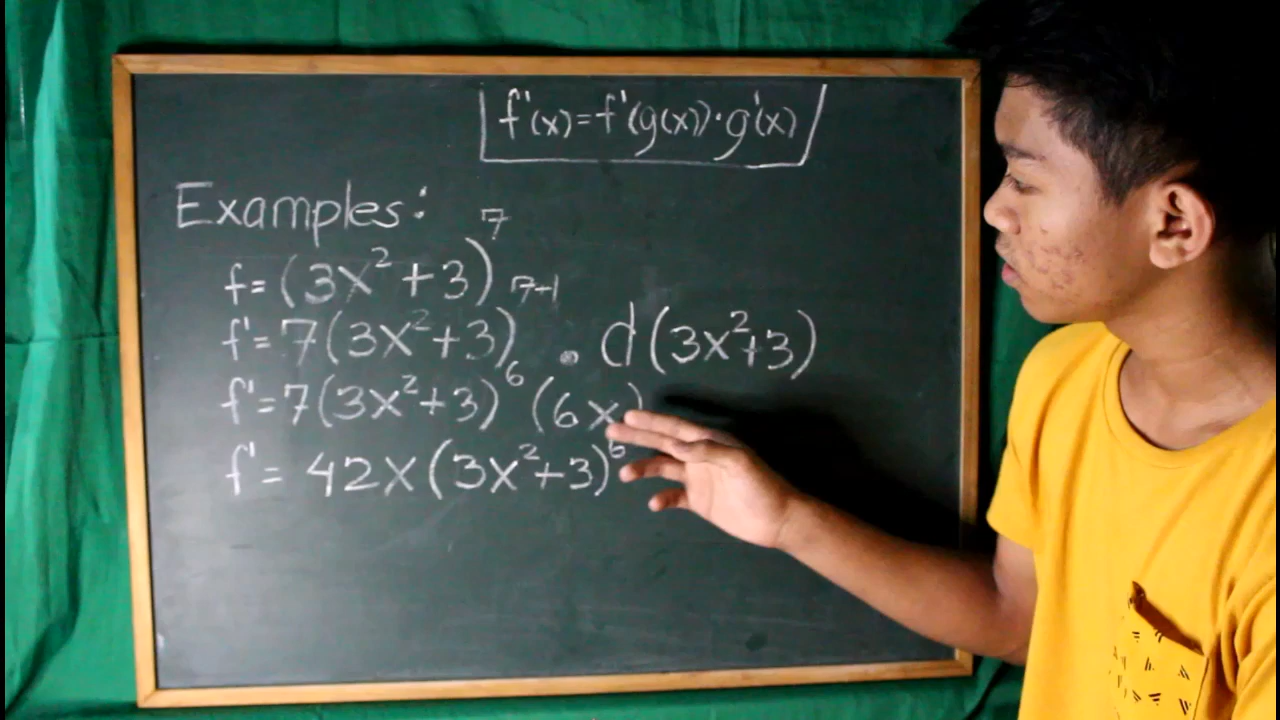 f'(x)=f'(g(x))·g'(x)
Examples:
f=(3x²+3)⁷
f'=7(3x²+3)⁷⁻¹ · d(3x²+3)
f'=7(3x²+3)⁶ (6x)
f'= 42x(3x²+3)⁶